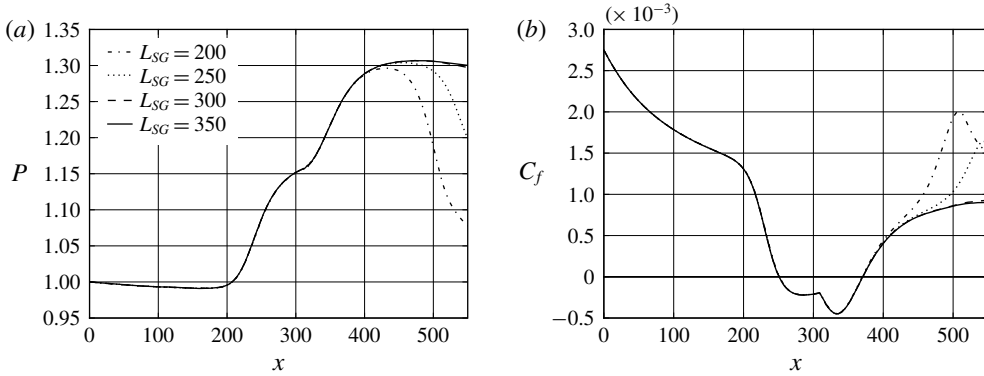 (a)
1.35
1.30
1.25
1.20
1.15
1.10
1.05
1.00
0.95
P
L_SG = 200
L_SG = 250
L_SG = 300
L_SG = 350
0 100 200 300 400 500
x
(b)
(× 10⁻³)
3.0
2.5
2.0
1.5
1.0
0.5
0
−0.5
C_f
0 100 200 300 400 500
x